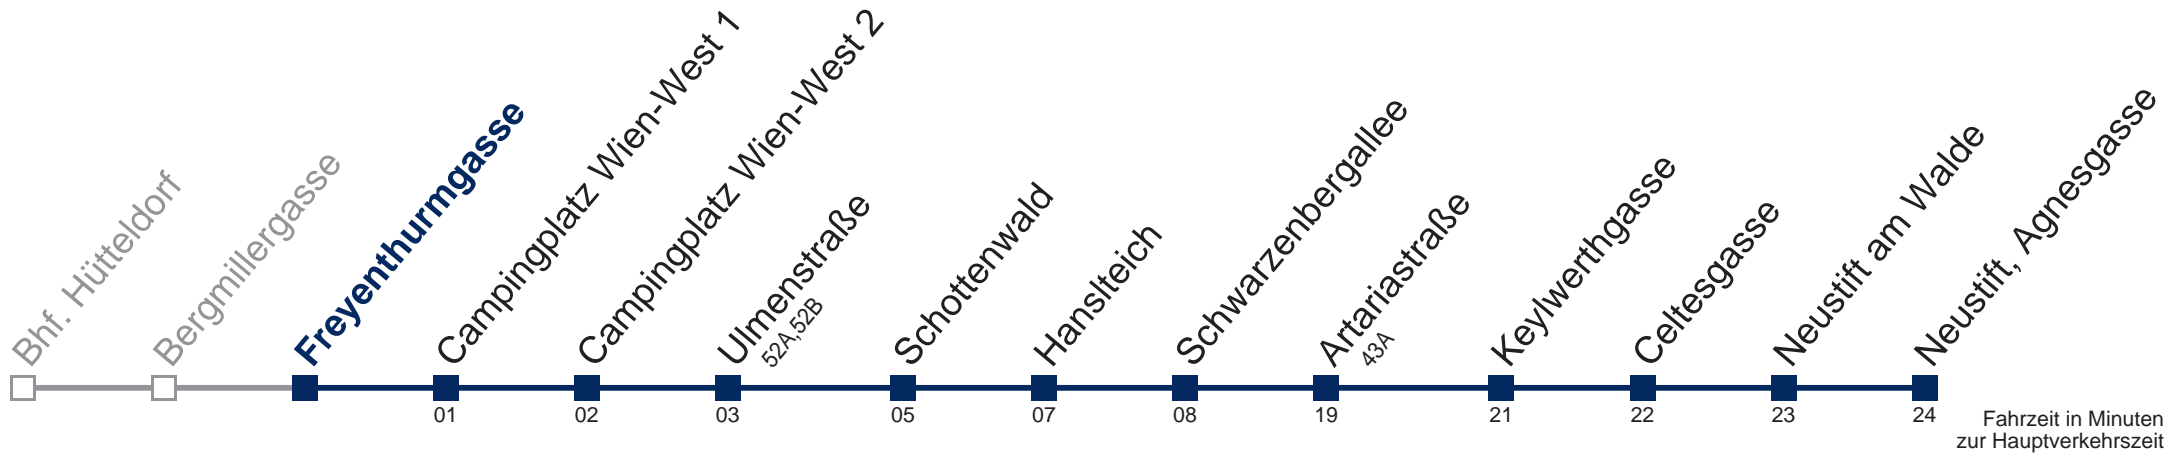 Bhf. Hütteldorf
Bergmillergasse
Freyenthurmgasse
Campingplatz Wien-West 1
Campingplatz Wien-West 2
Ulmenstraße
52A,52B
Schottenwald
Hanslteich
Schwarzenbergallee
Artariastraße
43A
Keylwerthgasse
Celtesgasse
Neustift am Walde
Neustift, Agnesgasse
01 02 03 05 07 08 19 21 22 23 24
Fahrzeit in Minuten
zur Hauptverkehrszeit